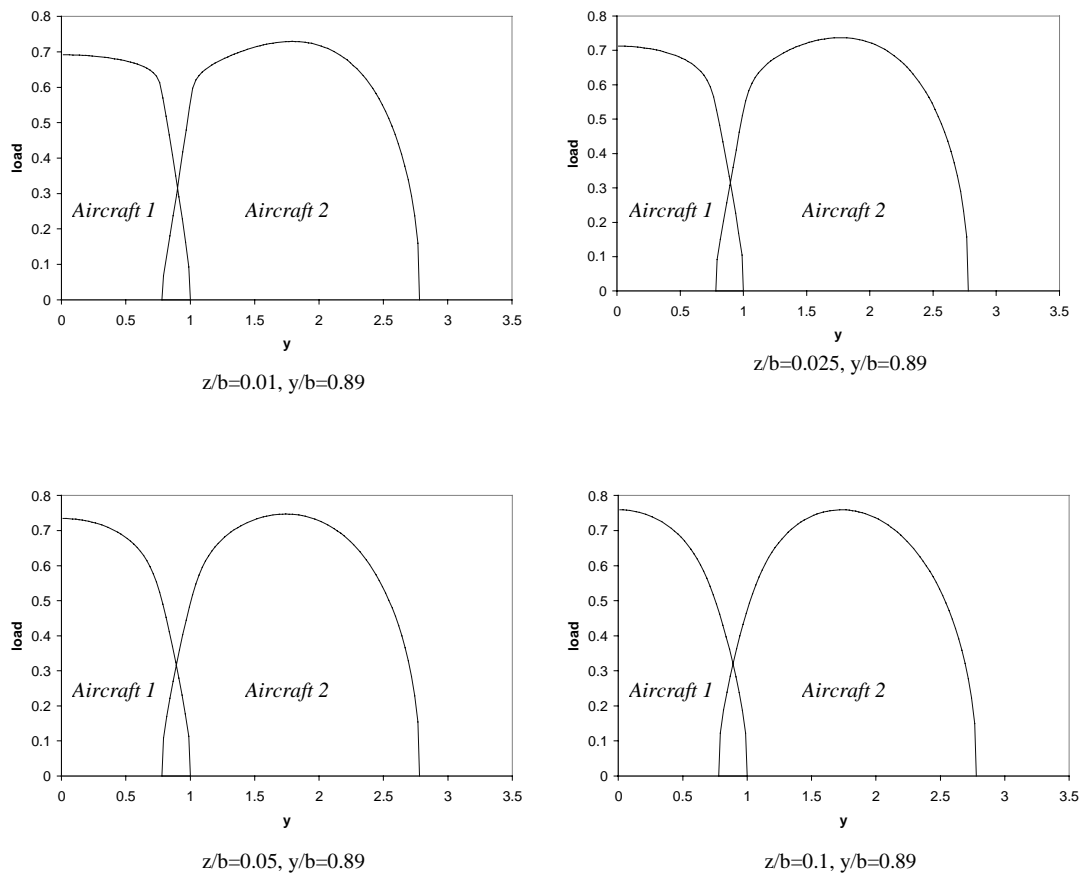 0.8
0.7
0.6
0.5
0.4
0.3
0.2
0.1
0
load
Aircraft 1
Aircraft 2
0 0.5 1 1.5 2 2.5 3 3.5
y
z/b=0.01, y/b=0.89
0.8
0.7
0.6
0.5
0.4
0.3
0.2
0.1
0
load
Aircraft 1
Aircraft 2
0 0.5 1 1.5 2 2.5 3 3.5
y
z/b=0.025, y/b=0.89
0.8
0.7
0.6
0.5
0.4
0.3
0.2
0.1
0
load
Aircraft 1
Aircraft 2
0 0.5 1 1.5 2 2.5 3 3.5
y
z/b=0.05, y/b=0.89
0.8
0.7
0.6
0.5
0.4
0.3
0.2
0.1
0
load
Aircraft 1
Aircraft 2
0 0.5 1 1.5 2 2.5 3 3.5
y
z/b=0.1, y/b=0.89